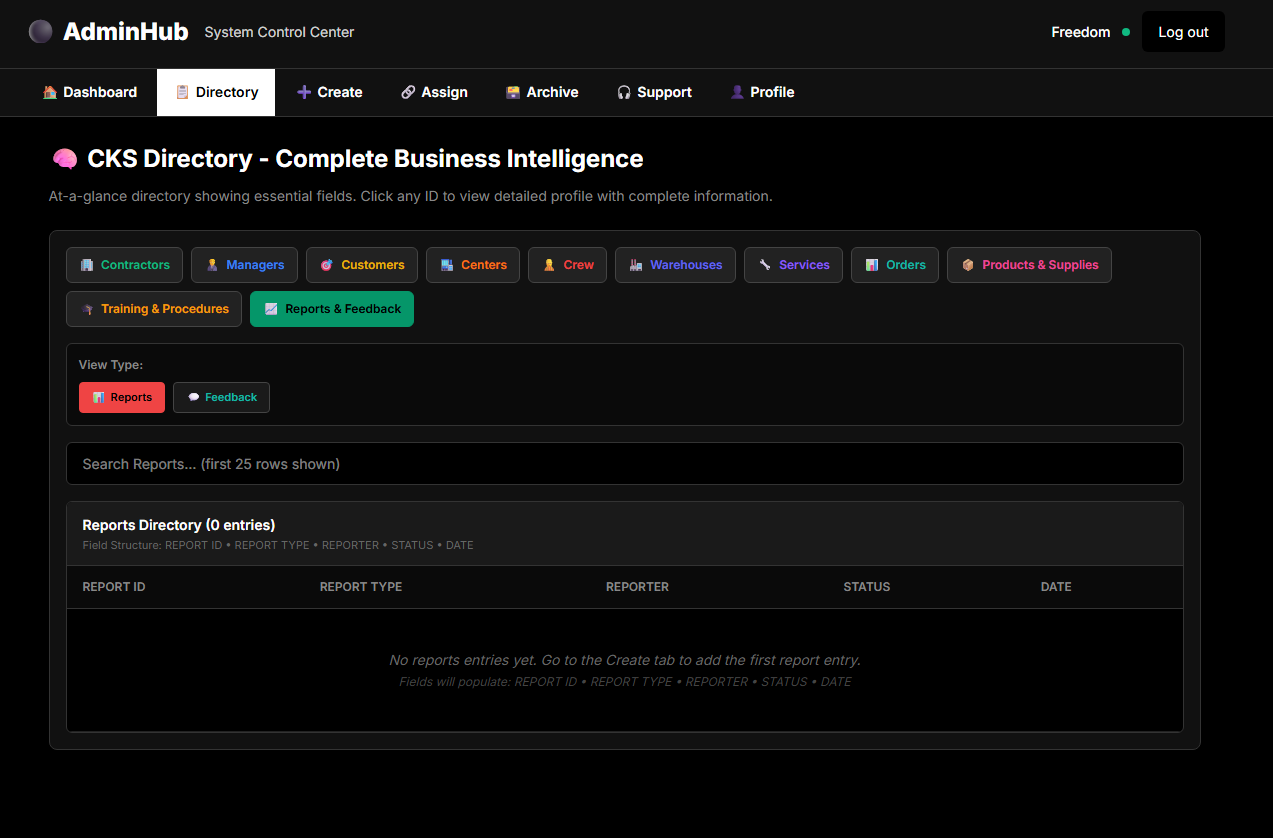 AdminHub System Control Center Freedom Log out
Dashboard Directory Create Assign Archive Support Profile
CKS Directory - Complete Business Intelligence
At-a-glance directory showing essential fields. Click any ID to view detailed profile with complete information.
Contractors Managers Customers Centers Crew Warehouses Services Orders Products & Supplies
Training & Procedures Reports & Feedback
View Type:
Reports Feedback
Search Reports... (first 25 rows shown)
Reports Directory (0 entries)
Field Structure: REPORT ID • REPORT TYPE • REPORTER • STATUS • DATE
REPORT ID REPORT TYPE REPORTER STATUS DATE
No reports entries yet. Go to the Create tab to add the first report entry.
Fields will populate: REPORT ID • REPORT TYPE • REPORTER • STATUS • DATE